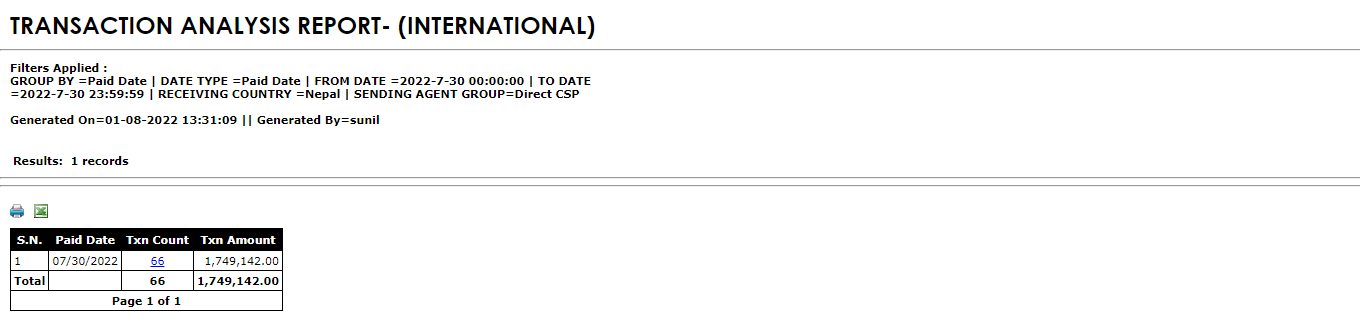 TRANSACTION ANALYSIS REPORT- (INTERNATIONAL)
Filters Applied :
GROUP BY =Paid Date | DATE TYPE =Paid Date | FROM DATE =2022-7-30 00:00:00 | TO DATE
=2022-7-30 23:59:59 | RECEIVING COUNTRY =Nepal | SENDING AGENT GROUP=Direct CSP
Generated On=01-08-2022 13:31:09 || Generated By=sunil
Results: 1 records
S.N. Paid Date Txn Count Txn Amount
1 07/30/2022 66 1,749,142.00
Total 66 1,749,142.00
Page 1 of 1